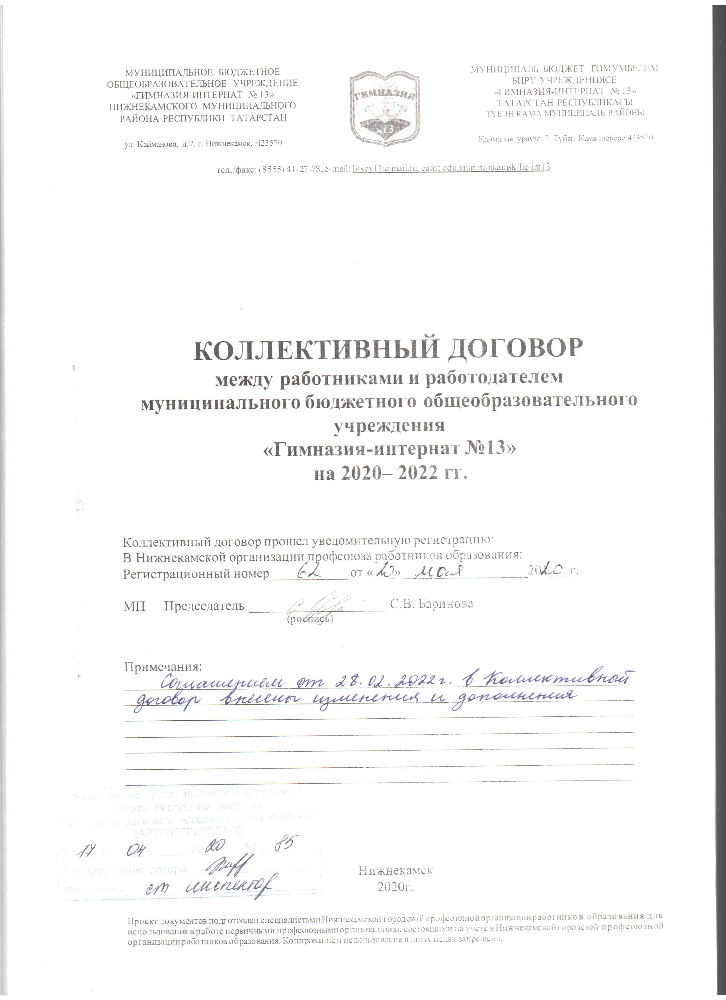 МУНИЦИПАЛЬНОЕ БЮДЖЕТНОЕ
ОБЩЕОБРАЗОВАТЕЛЬНОЕ УЧРЕЖДЕНИЕ
«ГИМНАЗИЯ-ИНТЕРНАТ № 13»
НИЖНЕКАМСКОГО МУНИЦИПАЛЬНОГО
РАЙОНА РЕСПУБЛИКИ ТАТАРСТАН
ул. Кайманова, д.7, г. Нижнекамск, 423570
ГИМНАЗИЯ
№13
МУНИЦИПАЛЬ БЮДЖЕТ ГОМУМБЕЛЕМ
БИРҮ УЧРЕЖДЕНИЯСЕ
«ГИМНАЗИЯ-ИНТЕРНАТ № 13»
ТАТАРСТАН РЕСПУБЛИКАСЫ
ТҮБӘН КАМА МУНИЦИПАЛЬ РАЙОНЫ
Кайманов урамы, 7, Түбән Кама шәһәре,423570
тел./факс: (8555) 41-27-78, e-mail: litsey13@mail.ru, сайт: edu.tatar.ru/nkamsk/lic-int13
КОЛЛЕКТИВНЫЙ ДОГОВОР
между работниками и работодателем
муниципального бюджетного общеобразовательного
учреждения
«Гимназия-интернат №13»
на 2020– 2022 гг.
Коллективный договор прошел уведомительную регистрацию:
В Нижнекамской организации профсоюза работников образования:
Регистрационный номер 62 от «20» мая 2020 г.
МП Председатель С.В. Баринова
(роспись)
Примечания:
Соглашением от 28.02.2022г. в Коллективный
договор внесены изменения и дополнения
Министерство труда, занятости и социальной
защиты Республики Татарстан
занятости населения г. Нижнекамска
ЗАРЕГИСТРИРОВАНО
« 17 » 04 2020 г. № 85
Подпись регистратора
Должность ст инспектор
Нижнекамск
2020г.
Проект документов подготовлен специалистами Нижнекамской городской профсоюзной организации работников образования для
использования в работе первичными профсоюзными организациями, состоящими на учете в Нижнекамской городской профсоюзной
организации работников образования. Копирование и использование в иных целях запрещено.